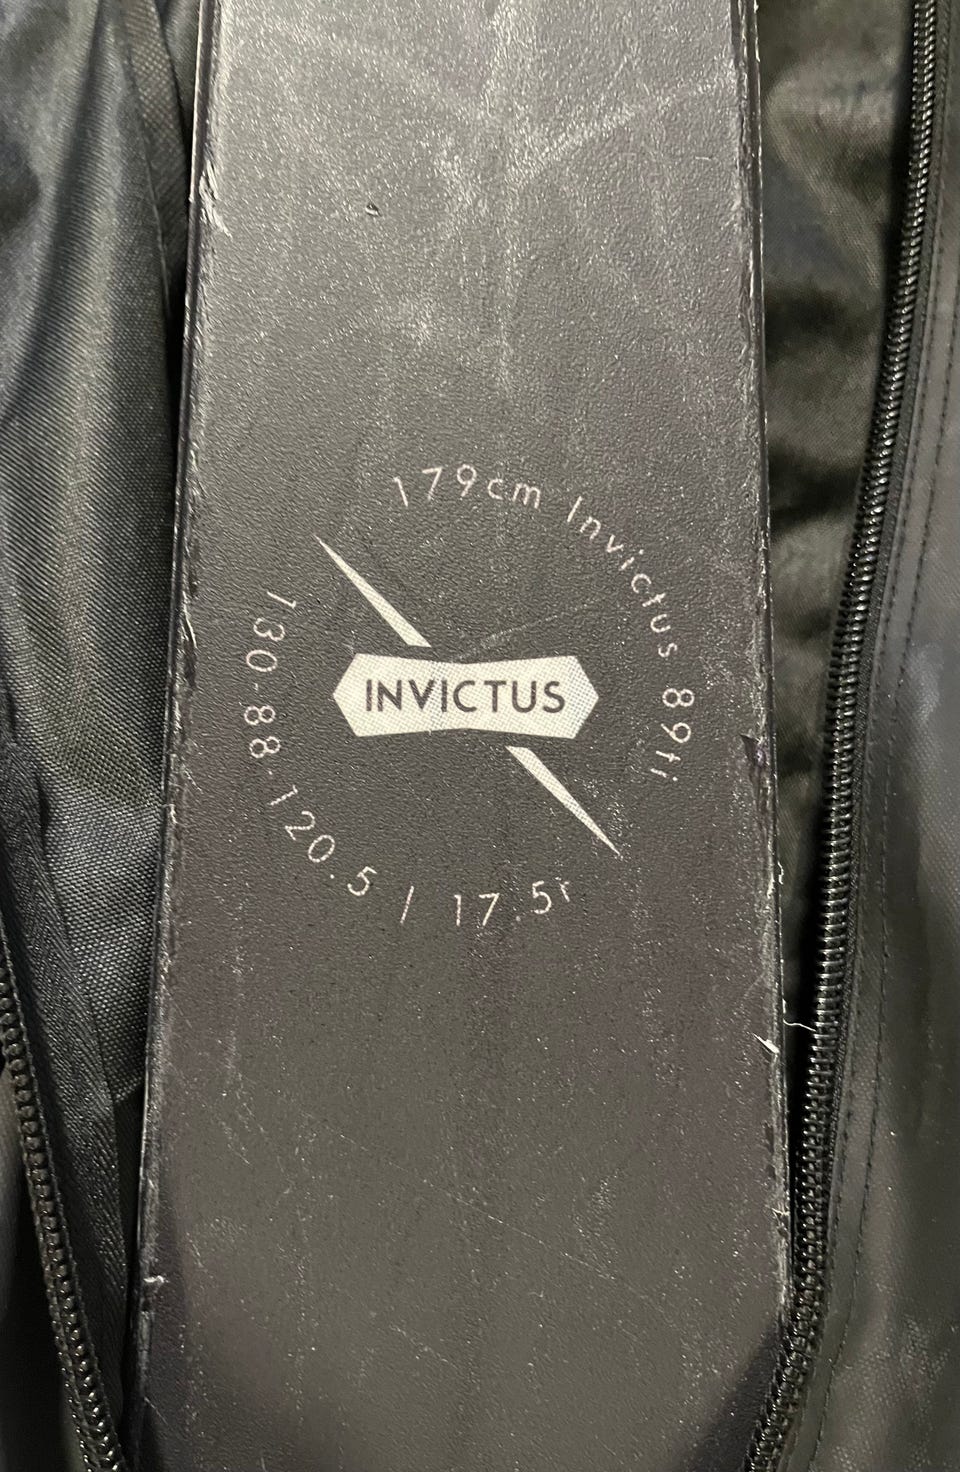 179cm Invictus 89ti
INVICTUS
130-88-120.5 / 17.5r